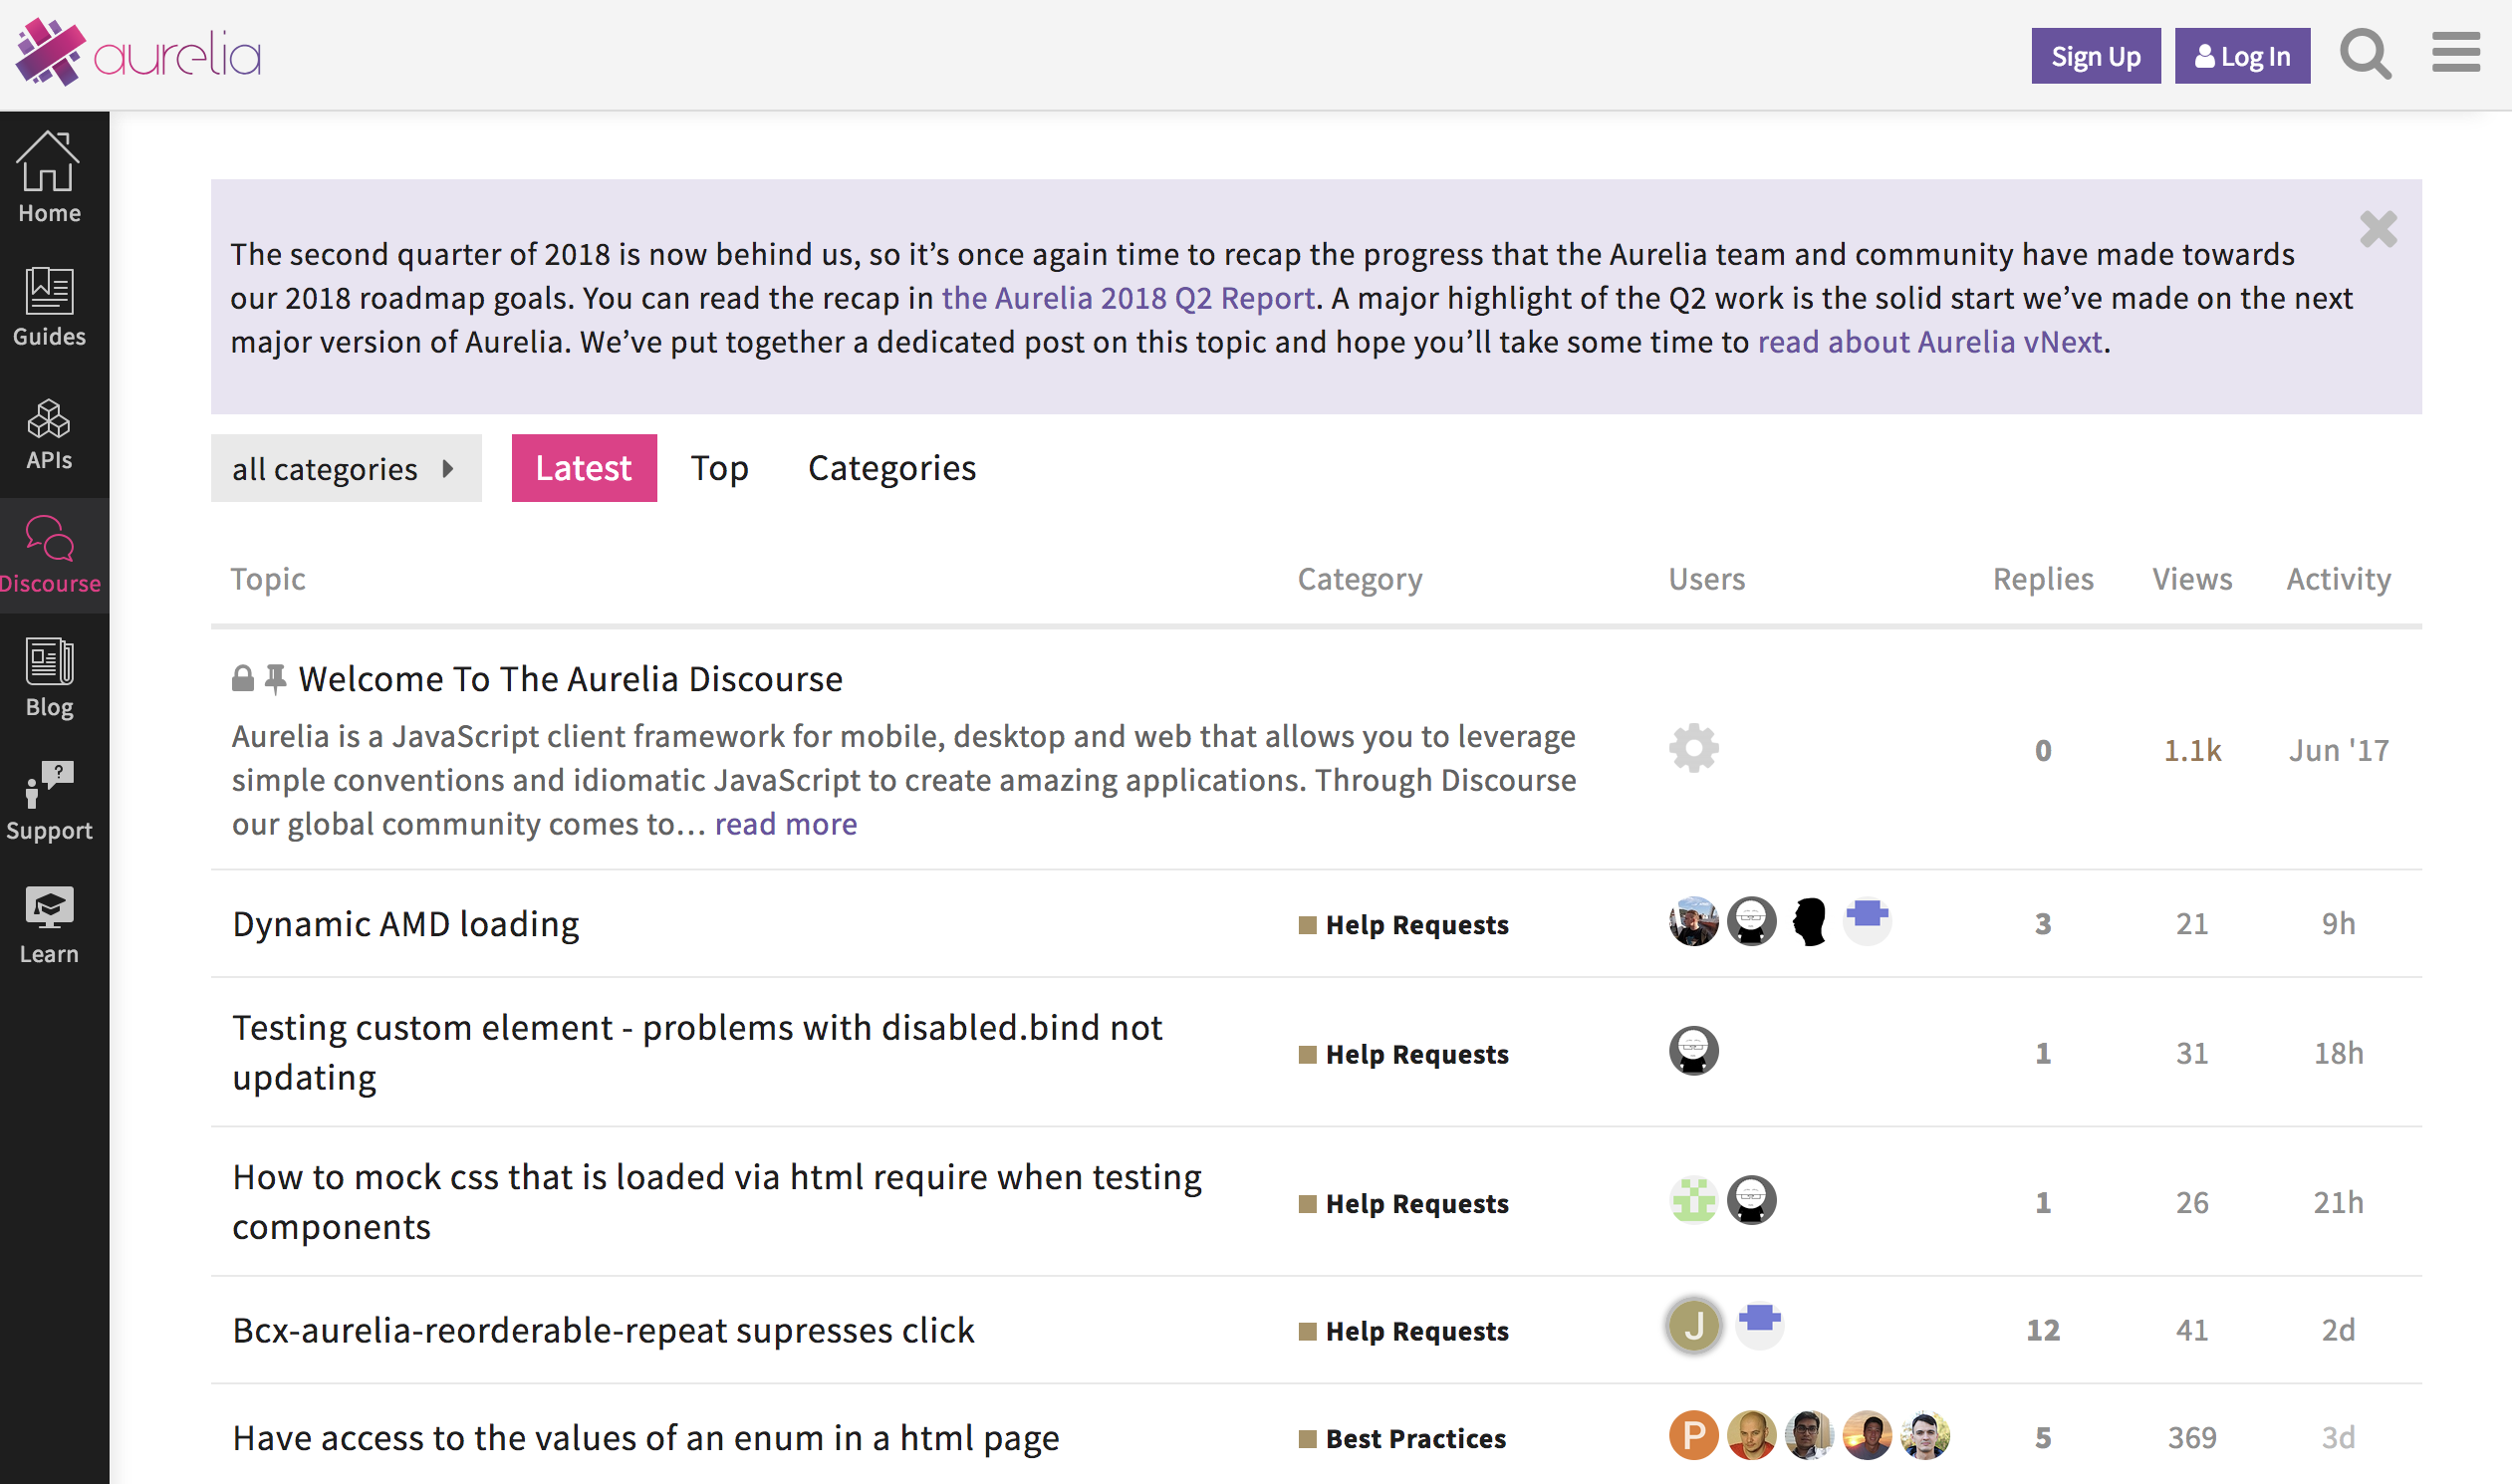 aurelia
Sign Up
Log In
Home
Guides
APIs
Discourse
Blog
?
Support
Learn
The second quarter of 2018 is now behind us, so it’s once again time to recap the progress that the Aurelia team and community have made towards
our 2018 roadmap goals. You can read the recap in the Aurelia 2018 Q2 Report. A major highlight of the Q2 work is the solid start we’ve made on the next
major version of Aurelia. We’ve put together a dedicated post on this topic and hope you’ll take some time to read about Aurelia vNext.
all categories Latest Top Categories
Topic Category Users Replies Views Activity
Welcome To The Aurelia Discourse
Aurelia is a JavaScript client framework for mobile, desktop and web that allows you to leverage
simple conventions and idiomatic JavaScript to create amazing applications. Through Discourse
our global community comes to… read more
0 1.1k Jun '17
Dynamic AMD loading Help Requests 3 21 9h
Testing custom element - problems with disabled.bind not
updating
Help Requests 1 31 18h
How to mock css that is loaded via html require when testing
components
Help Requests 1 26 21h
Bcx-aurelia-reorderable-repeat supresses click Help Requests J 12 41 2d
Have access to the values of an enum in a html page Best Practices P 5 369 3d